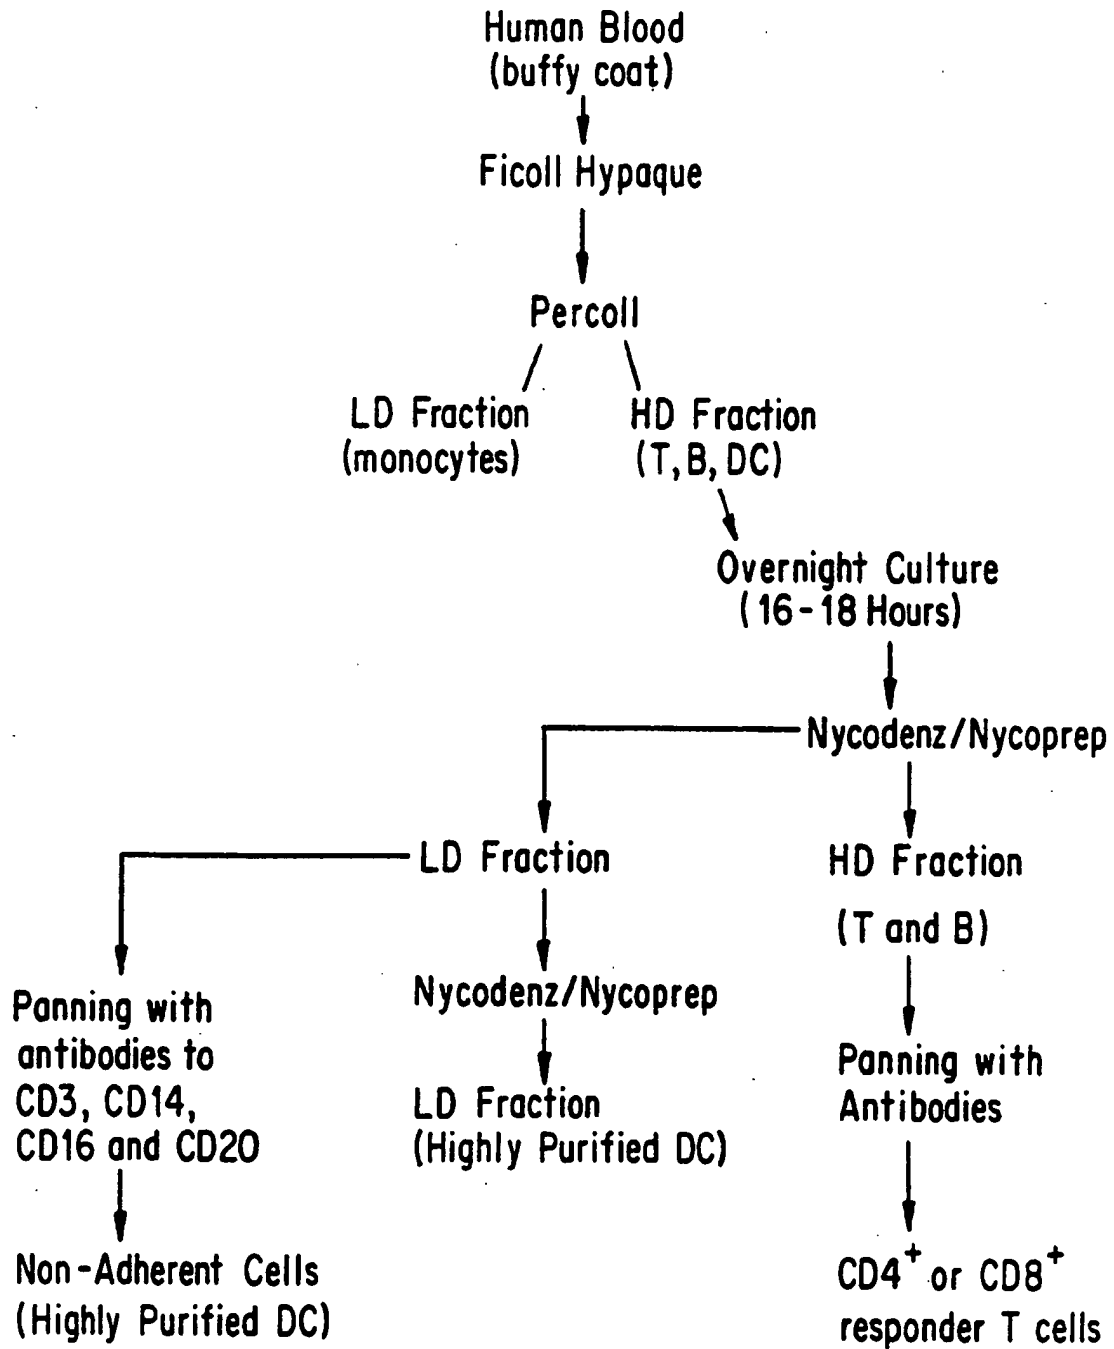 Human Blood
(buffy coat)
Ficoll Hypaque
Percoll
LD Fraction
(monocytes)
HD Fraction
(T, B, DC)
Overnight Culture
(16-18 Hours)
Nycodenz/Nycoprep
LD Fraction
HD Fraction
(T and B)
Panning with
antibodies to
CD3, CD14,
CD16 and CD20
Nycodenz/Nycoprep
LD Fraction
(Highly Purified DC)
Panning with
Antibodies
Non-Adherent Cells
(Highly Purified DC)
CD4⁺ or CD8⁺
responder T cells